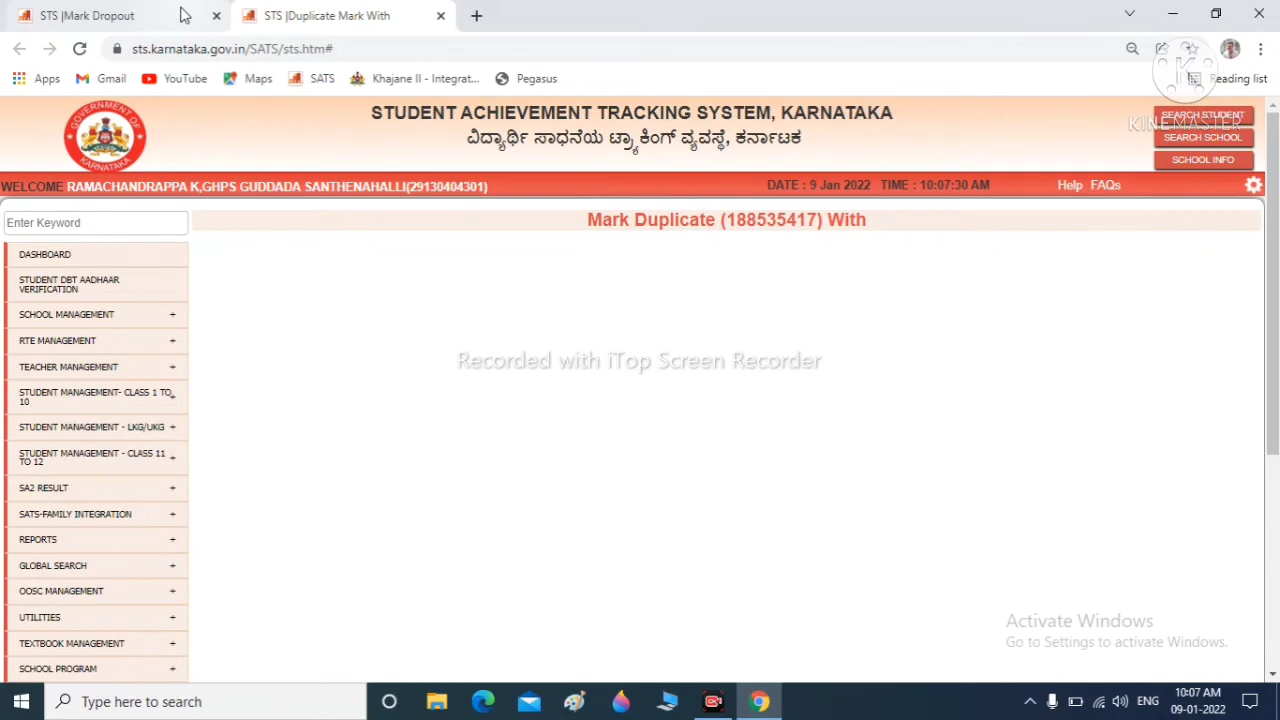 STS |Mark Dropout
STS |Duplicate Mark With
sts.karnataka.gov.in/SATS/sts.htm#
Apps
Gmail
YouTube
Maps
SATS
Khajane II - Integrat...
Pegasus
Reading list
GOVERNMENT OF KARNATAKA
STUDENT ACHIEVEMENT TRACKING SYSTEM, KARNATAKA
ವಿದ್ಯಾರ್ಥಿ ಸಾಧನೆಯ ಟ್ರ್ಯಾಕಿಂಗ್ ವ್ಯವಸ್ಥೆ, ಕರ್ನಾಟಕ
SEARCH STUDENT
KINEMASTER
SEARCH SCHOOL
SCHOOL INFO
WELCOME RAMACHANDRAPPA K,GHPS GUDDADA SANTHENAHALLI(29130404301)
DATE : 9 Jan 2022 TIME : 10:07:30 AM
Help FAQs
Enter Keyword
Mark Duplicate (188535417) With
DASHBOARD
STUDENT DBT AADHAAR
VERIFICATION
SCHOOL MANAGEMENT +
RTE MANAGEMENT +
TEACHER MANAGEMENT +
STUDENT MANAGEMENT- CLASS 1 TO
10 +
STUDENT MANAGEMENT - LKG/UKG +
STUDENT MANAGEMENT - CLASS 11
TO 12 +
SA2 RESULT +
SATS-FAMILY INTEGRATION +
REPORTS +
GLOBAL SEARCH +
OOSC MANAGEMENT +
UTILITIES +
TEXTBOOK MANAGEMENT +
SCHOOL PROGRAM +
Recorded with iTop Screen Recorder
Activate Windows
Go to Settings to activate Windows.
Type here to search
ENG
10:07 AM
09-01-2022